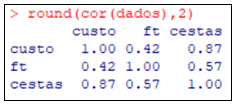 > round(cor(dados),2)
custo ft cestas
custo 1.00 0.42 0.87
ft 0.42 1.00 0.57
cestas 0.87 0.57 1.00